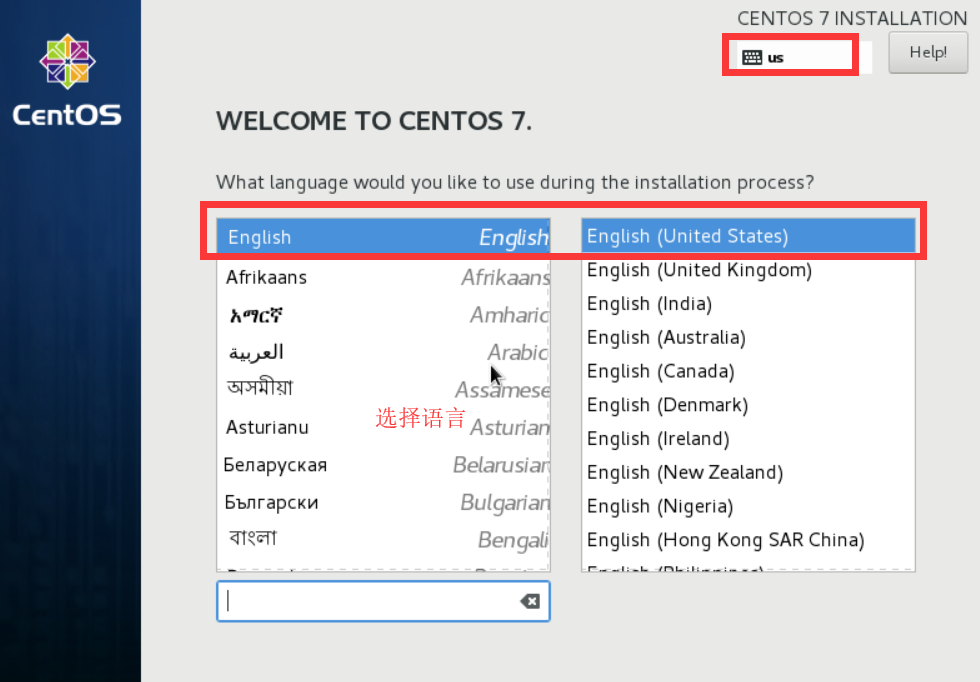 CENTOS 7 INSTALLATION
us
Help!
CentOS
WELCOME TO CENTOS 7.
What language would you like to use during the installation process?
English English
Afrikaans Afrikaans
አማርኛ Amharic
العربية Arabic
অসমীয়া Assamese
Asturianu Asturian
Беларуская Belarusian
Български Bulgarian
বাংলা Bengali
选择语言
English (United States)
English (United Kingdom)
English (India)
English (Australia)
English (Canada)
English (Denmark)
English (Ireland)
English (New Zealand)
English (Nigeria)
English (Hong Kong SAR China)
English (Philippines)